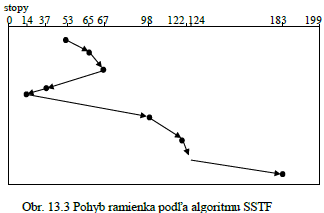 stopy
0 14 37 53 65 67 98 122,124 183 199
Obr. 13.3 Pohyb ramienka podľa algoritmu SSTF